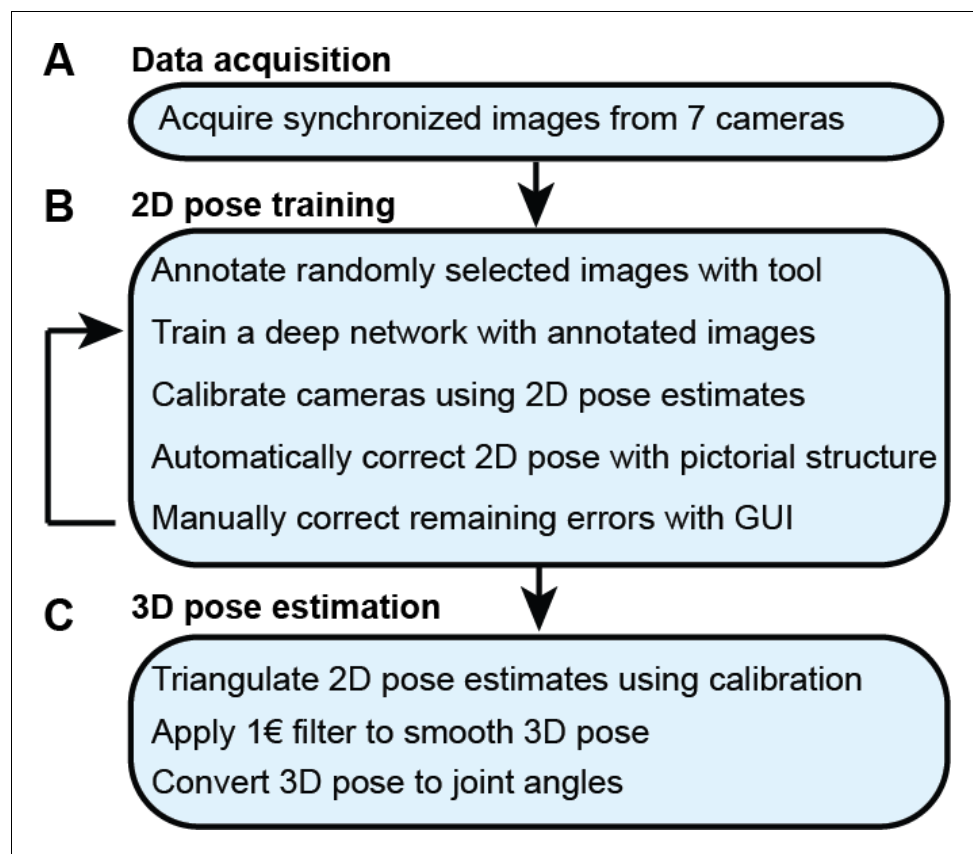 A Data acquisition
Acquire synchronized images from 7 cameras
B 2D pose training
Annotate randomly selected images with tool
Train a deep network with annotated images
Calibrate cameras using 2D pose estimates
Automatically correct 2D pose with pictorial structure
Manually correct remaining errors with GUI
C 3D pose estimation
Triangulate 2D pose estimates using calibration
Apply 1€ filter to smooth 3D pose
Convert 3D pose to joint angles